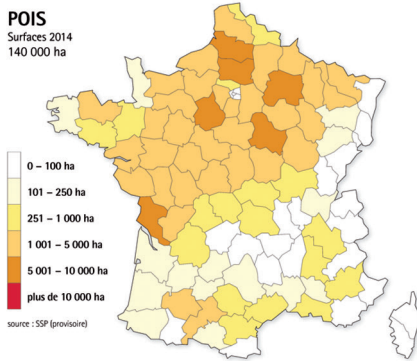 POIS
Surfaces 2014
140 000 ha
0 – 100 ha
101 – 250 ha
251 – 1 000 ha
1 001 – 5 000 ha
5 001 – 10 000 ha
plus de 10 000 ha
source : SSP (provisoire)